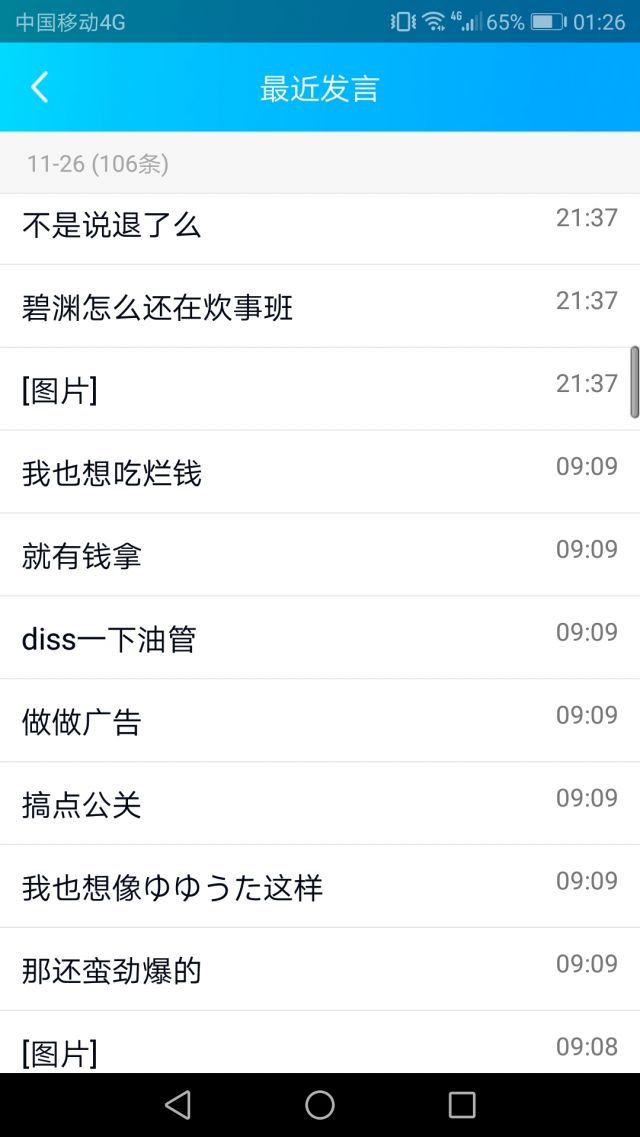 中国移动4G 4G 65% 01:26
最近发言
11-26 (106条)
不是说退了么 21:37
碧渊怎么还在炊事班 21:37
[图片] 21:37
我也想吃烂钱 09:09
就有钱拿 09:09
diss一下油管 09:09
做做广告 09:09
搞点公关 09:09
我也想像ゆゆうた这样 09:09
那还蛮劲爆的 09:09
[图片] 09:08